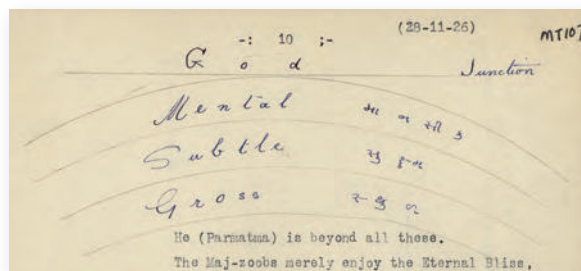 (28-11-26)
-: 10 ;-
MT107
G o d
Junction
Mental મા ન સી ક
Subtle સુ ક્ષ્મ
Gross સ્થુ ળ
He (Parmatma) is beyond all these.
The Maj-zoobs merely enjoy the Eternal Bliss,